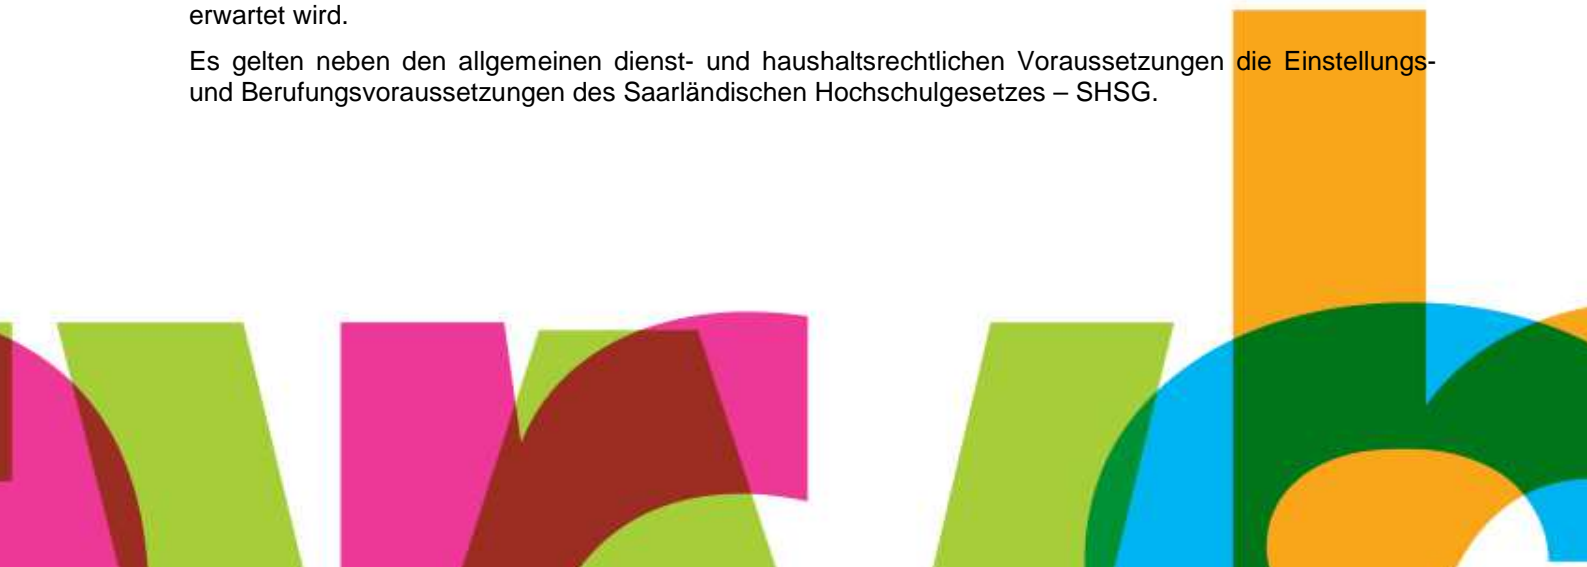 erwartet wird.
Es gelten neben den allgemeinen dienst- und haushaltsrechtlichen Voraussetzungen die Einstellungs-
und Berufungsvoraussetzungen des Saarländischen Hochschulgesetzes – SHSG.